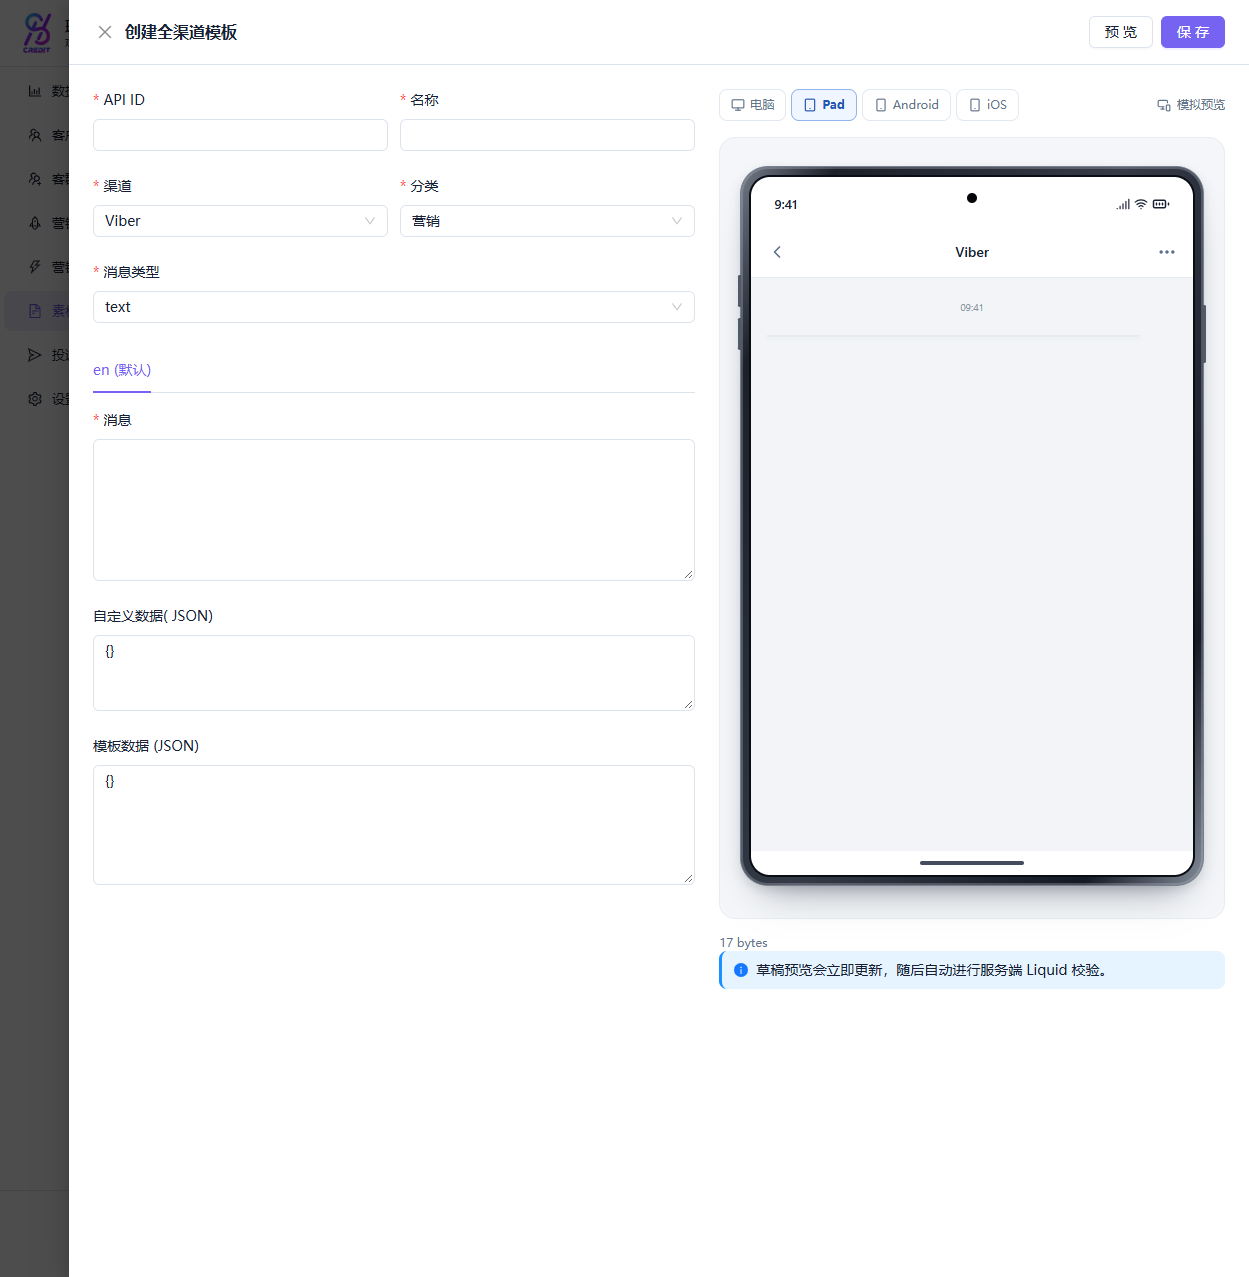 CREDIT
创建全渠道模板
预 览
保 存
* API ID
* 名称
* 渠道
Viber
* 分类
营销
* 消息类型
text
en (默认)
* 消息
自定义数据( JSON)
{}
模板数据 (JSON)
{}
电脑
Pad
Android
iOS
模拟预览
9:41
Viber
09:41
17 bytes
草稿预览会立即更新，随后自动进行服务端 Liquid 校验。